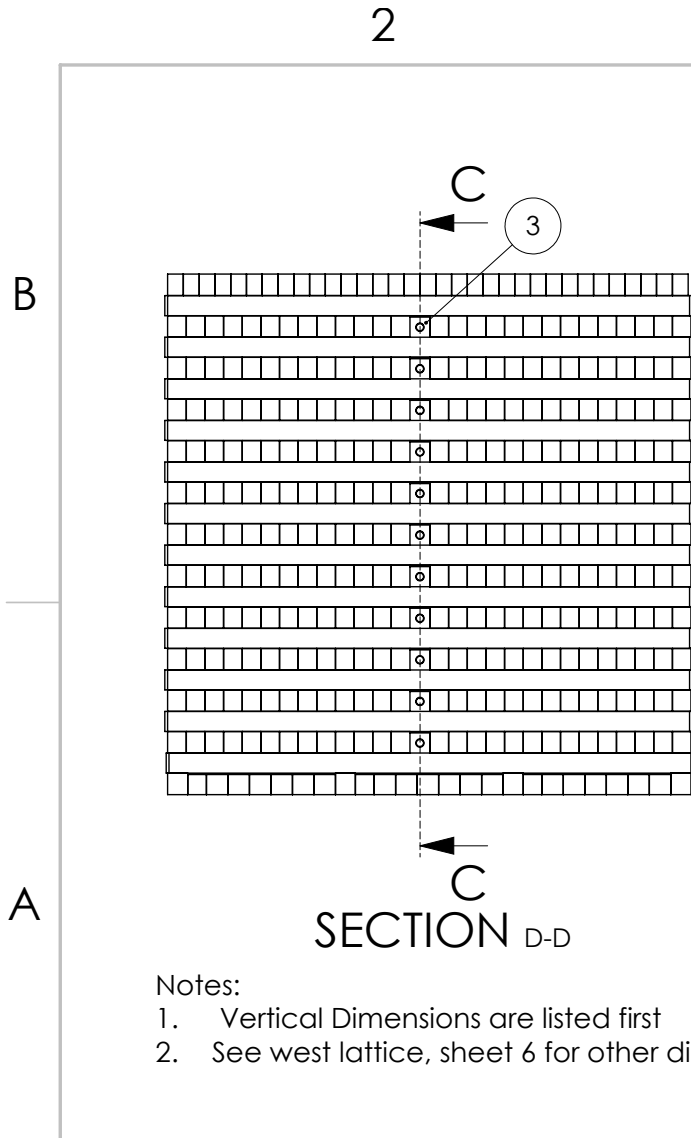 2
C
3
B
C
A
SECTION D-D
Notes:
1. Vertical Dimensions are listed first
2. See west lattice, sheet 6 for other di